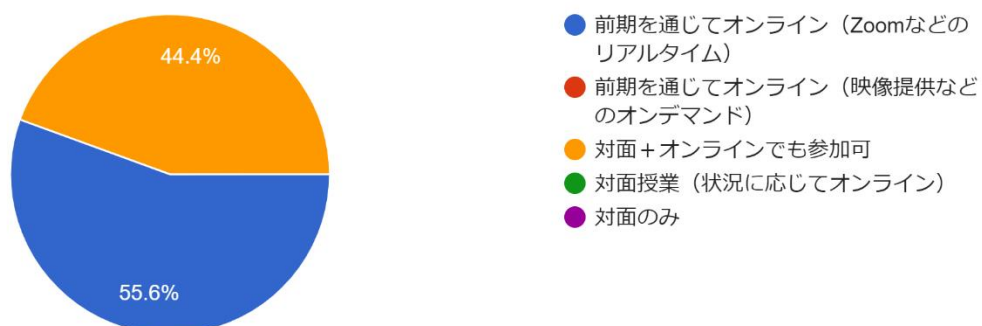 44.4%
55.6%
前期を通じてオンライン（Zoomなどの
リアルタイム）
前期を通じてオンライン（映像提供など
のオンデマンド）
対面＋オンラインでも参加可
対面授業（状況に応じてオンライン）
対面のみ